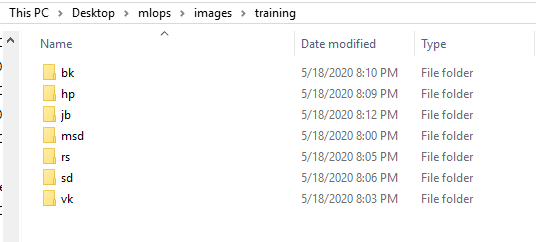 This PC > Desktop > mlops > images > training
Name Date modified Type
bk 5/18/2020 8:10 PM File folder
hp 5/18/2020 8:09 PM File folder
jb 5/18/2020 8:12 PM File folder
msd 5/18/2020 8:00 PM File folder
rs 5/18/2020 8:05 PM File folder
sd 5/18/2020 8:06 PM File folder
vk 5/18/2020 8:03 PM File folder